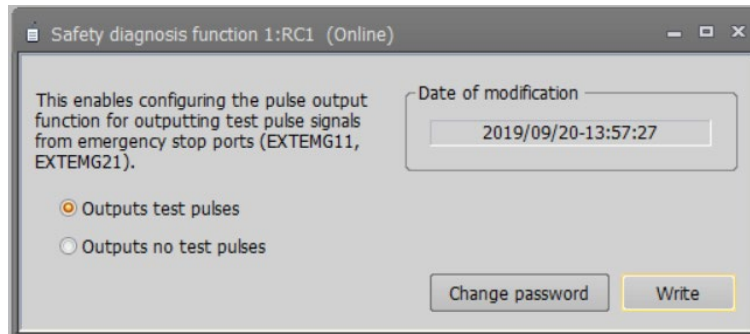 Safety diagnosis function 1:RC1 (Online)
This enables configuring the pulse output
function for outputting test pulse signals
from emergency stop ports (EXTEMG11,
EXTEMG21).
Date of modification
2019/09/20-13:57:27
Outputs test pulses
Outputs no test pulses
Change password
Write